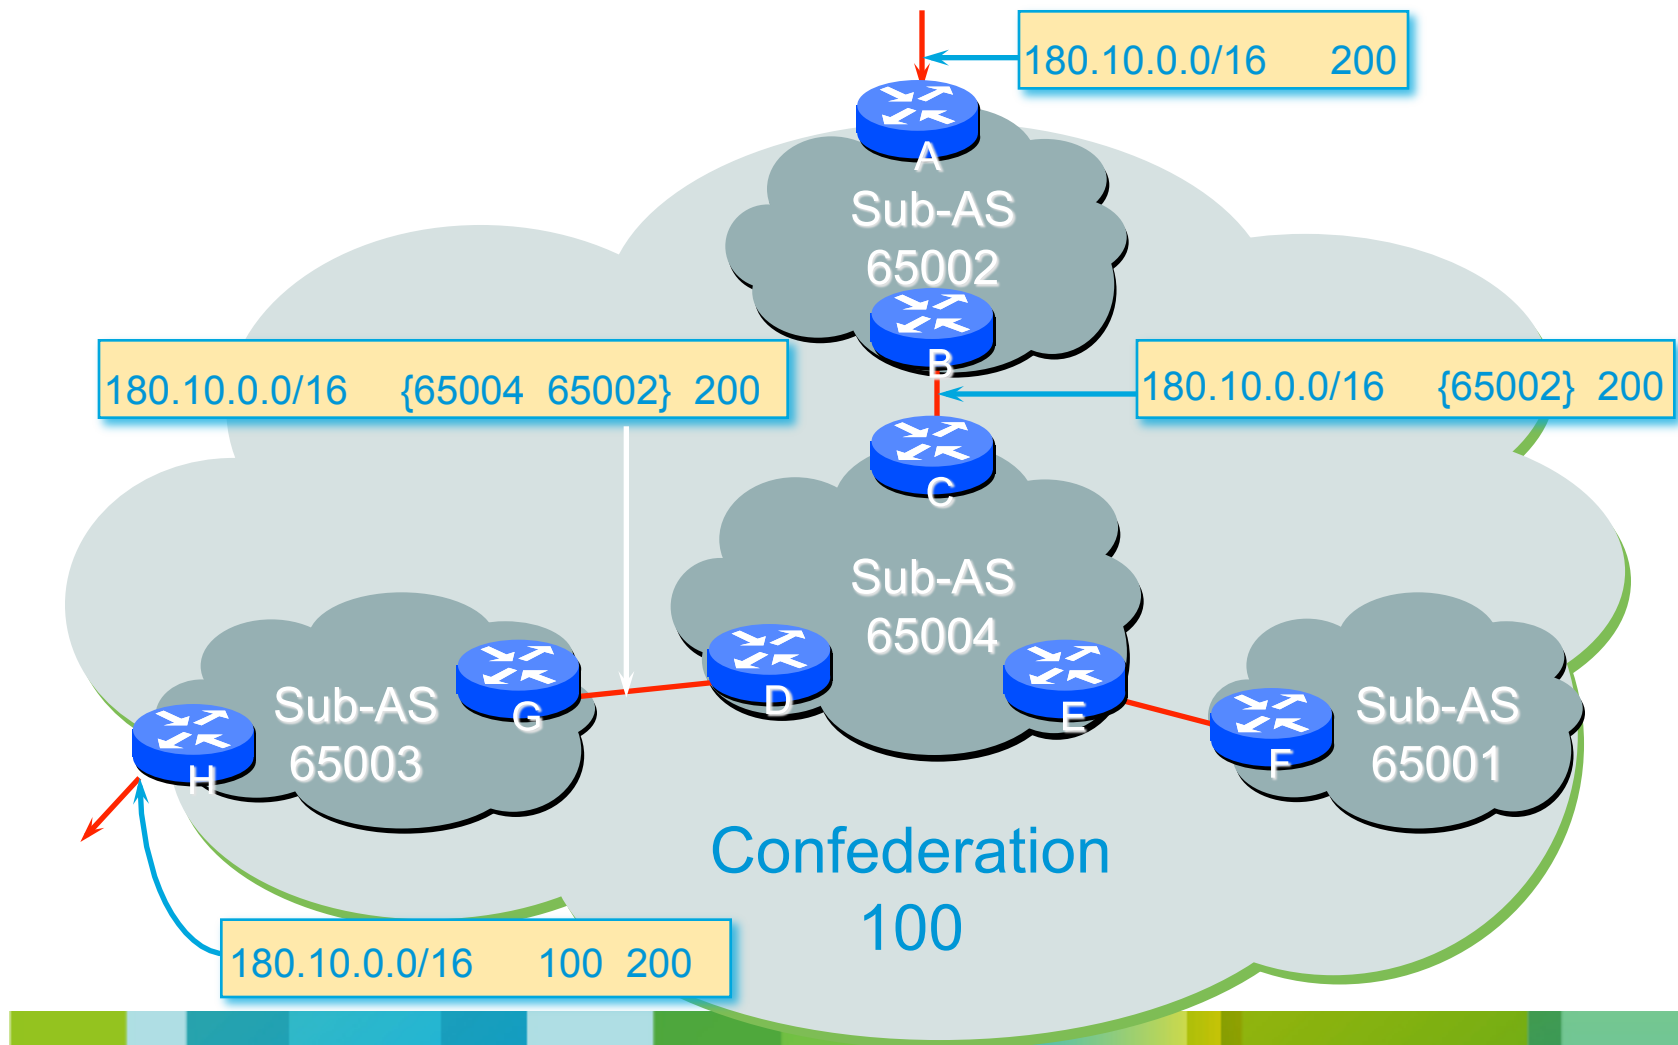 180.10.0.0/16 200
A
Sub-AS
65002
B
180.10.0.0/16 {65004 65002} 200
180.10.0.0/16 {65002} 200
C
Sub-AS
65004
D
E
G
Sub-AS
65003
H
F
Sub-AS
65001
Confederation
100
180.10.0.0/16 100 200